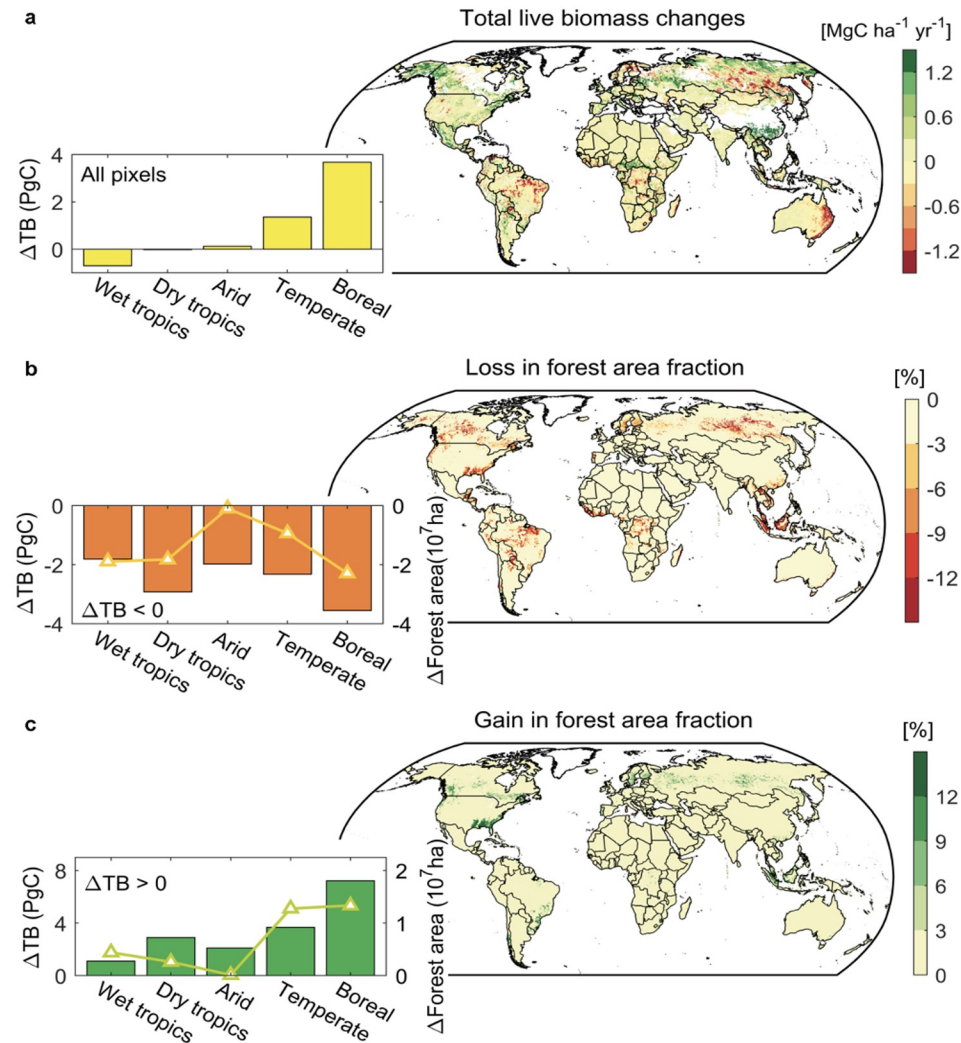 a
Total live biomass changes
[MgC ha⁻¹ yr⁻¹]
1.2
0.6
0
-0.6
-1.2
ΔTB (PgC)
4
2
0
All pixels
Wet tropics
Dry tropics
Arid
Temperate
Boreal
b
Loss in forest area fraction
[%]
0
-3
-6
-9
-12
ΔTB (PgC)
0
-2
-4
ΔTB < 0
0
-2
-4
ΔForest area(10⁷ha)
Wet tropics
Dry tropics
Arid
Temperate
Boreal
c
Gain in forest area fraction
[%]
12
9
6
3
0
ΔTB (PgC)
8
4
0
ΔTB > 0
2
1
0
ΔForest area (10⁷ha)
Wet tropics
Dry tropics
Arid
Temperate
Boreal